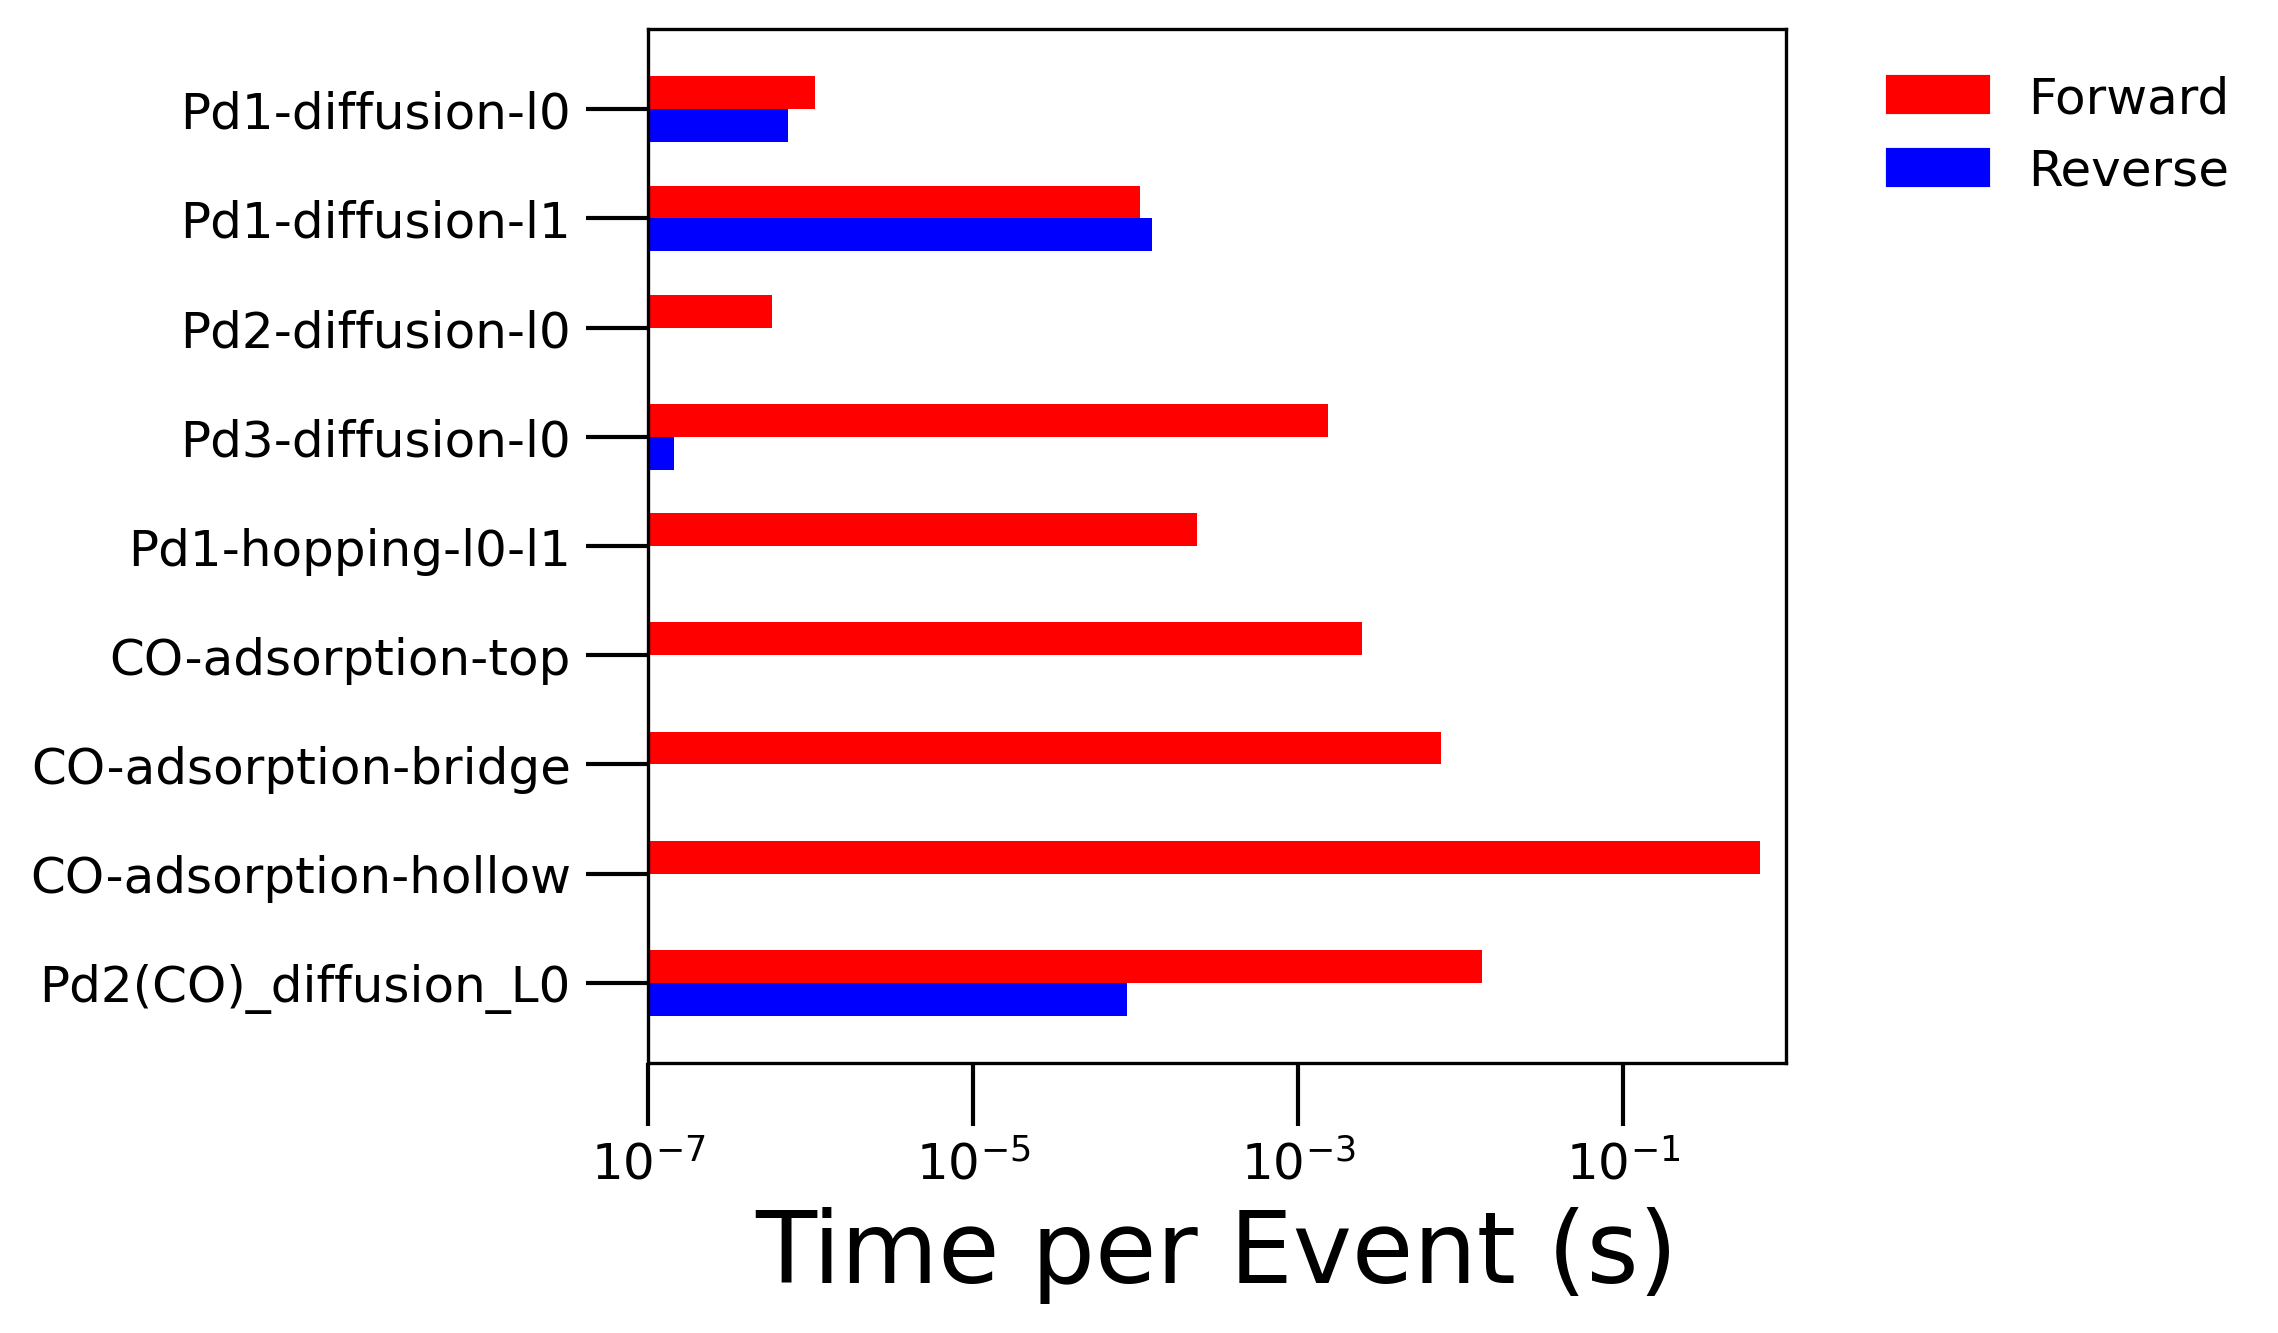 Pd1-diffusion-l0
Pd1-diffusion-l1
Pd2-diffusion-l0
Pd3-diffusion-l0
Pd1-hopping-l0-l1
CO-adsorption-top
CO-adsorption-bridge
CO-adsorption-hollow
Pd2(CO)_diffusion_L0
10⁻⁷ 10⁻⁵ 10⁻³ 10⁻¹
Time per Event (s)
Forward
Reverse